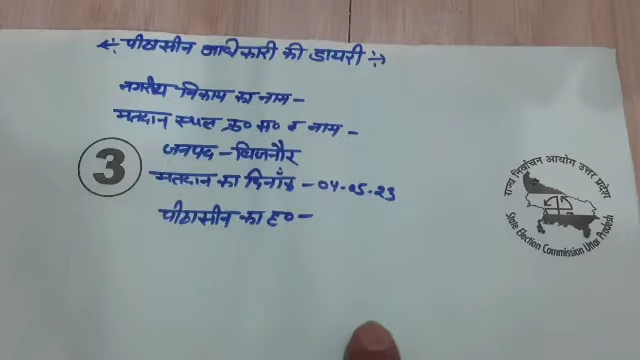 ← पीठासीन अधिकारी की डायरी →
नगरीय निकाय का नाम –
मतदान स्थल क्र० स० व नाम –
जनपद – बिजनौर
3
मतदान का दिनाँक – 04-05-23
पीठासीन का ह० –
राज्य निर्वाचन आयोग उत्तर प्रदेश
State Election Commission Uttar Pradesh